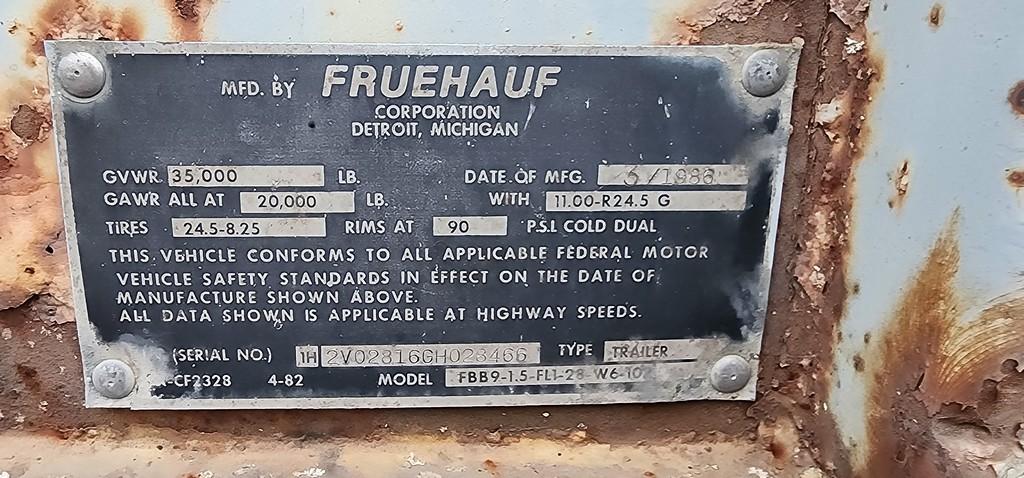 MFD. BY FRUEHAUF
CORPORATION
DETROIT, MICHIGAN
GVWR 35,000 LB. DATE OF MFG. 3/1986
GAWR ALL AT 20,000 LB. WITH 11.00-R24.5 G
TIRES 24.5-8.25 RIMS AT 90 P.S.I. COLD DUAL
THIS VEHICLE CONFORMS TO ALL APPLICABLE FEDERAL MOTOR
VEHICLE SAFETY STANDARDS IN EFFECT ON THE DATE OF
MANUFACTURE SHOWN ABOVE.
ALL DATA SHOWN IS APPLICABLE AT HIGHWAY SPEEDS.
(SERIAL NO.) 1H 2V02816GH028466 TYPE TRAILER
CF2328 4-82 MODEL FBB9-1.5-FL1-28 W6-102